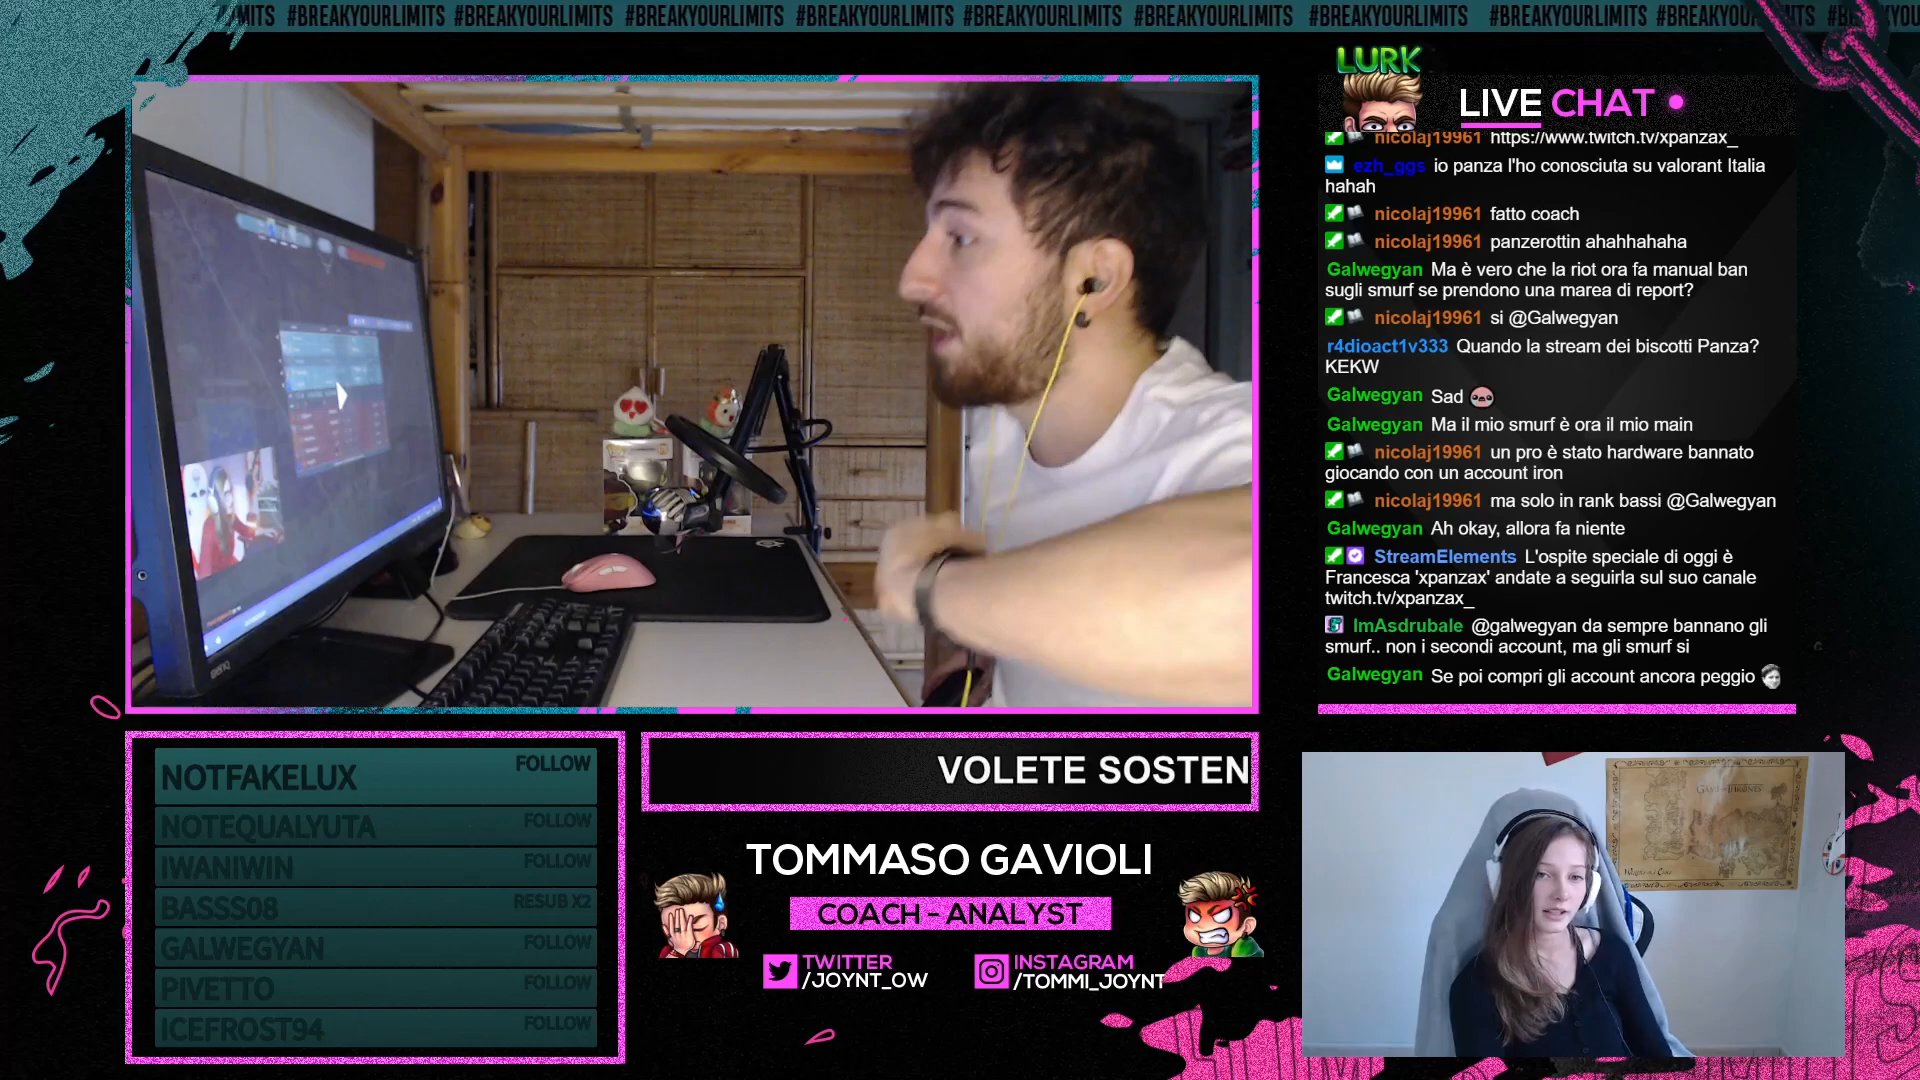 #BREAKYOURLIMITS #BREAKYOURLIMITS #BREAKYOURLIMITS #BREAKYOURLIMITS #BREAKYOURLIMITS #BREAKYOURLIMITS #BREAKYOURLIMITS
LURK
LIVE CHAT
nicolaj19961 https://www.twitch.tv/xpanzax_
ezh_ggs io panza l'ho conosciuta su valorant Italia
hahah
nicolaj19961 fatto coach
nicolaj19961 panzerottin ahahhahaha
Galwegyan Ma è vero che la riot ora fa manual ban
sugli smurf se prendono una marea di report?
nicolaj19961 si @Galwegyan
r4dioact1v333 Quando la stream dei biscotti Panza?
KEKW
Galwegyan Sad
Galwegyan Ma il mio smurf è ora il mio main
nicolaj19961 un pro è stato hardware bannato
giocando con un account iron
nicolaj19961 ma solo in rank bassi @Galwegyan
Galwegyan Ah okay, allora fa niente
StreamElements L'ospite speciale di oggi è
Francesca 'xpanzax' andate a seguirla sul suo canale
twitch.tv/xpanzax_
ImAsdrubale @galwegyan da sempre bannano gli
smurf.. non i secondi account, ma gli smurf si
Galwegyan Se poi compri gli account ancora peggio
NOTFAKELUX FOLLOW
NOTEQUALYUTA FOLLOW
IWANIWIN FOLLOW
BASSS08 RESUB X2
GALWEGYAN FOLLOW
PIVETTO FOLLOW
ICEFROST94 FOLLOW
VOLETE SOSTEN
TOMMASO GAVIOLI
COACH - ANALYST
TWITTER
/JOYNT_OW
INSTAGRAM
/TOMMI_JOYNT
GAME OF THRONES